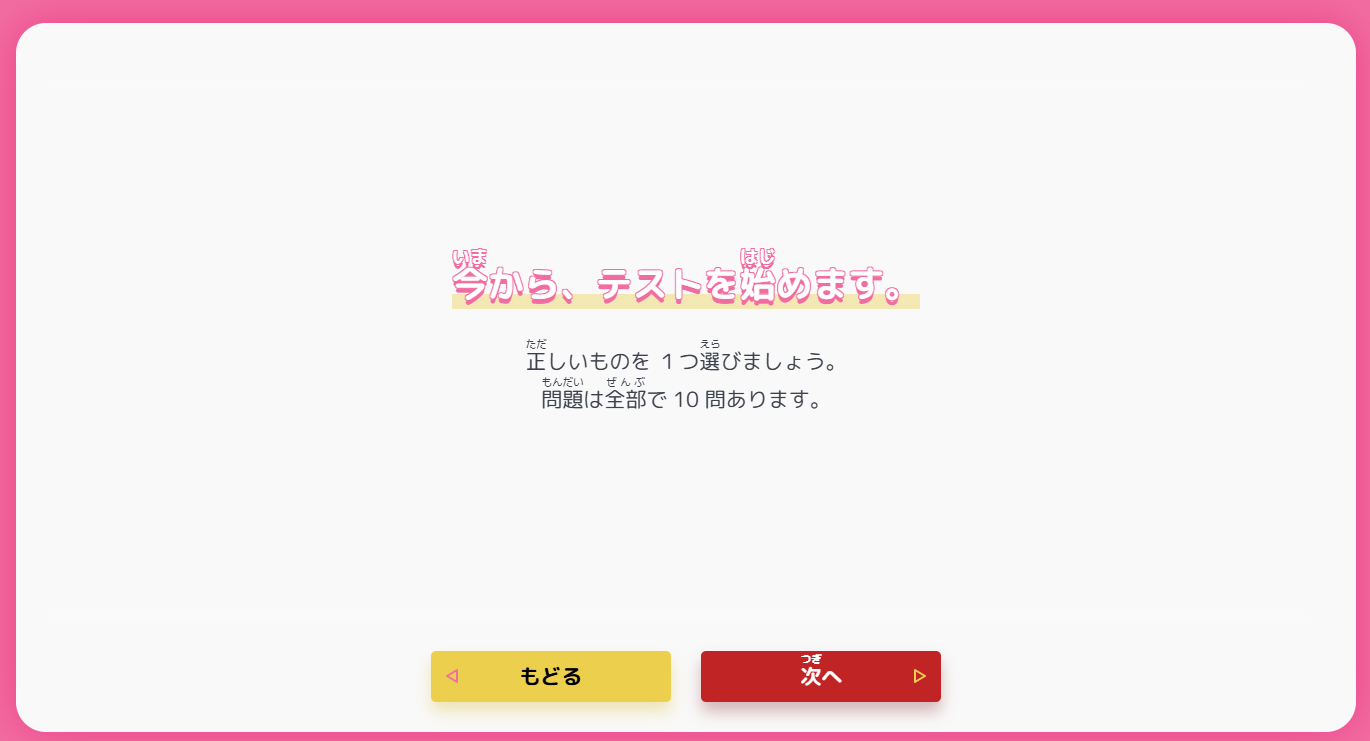 今から、テストを始めます。
正しいものを 1 つ選びましょう。
問題は全部で 10 問あります。
もどる
次へ